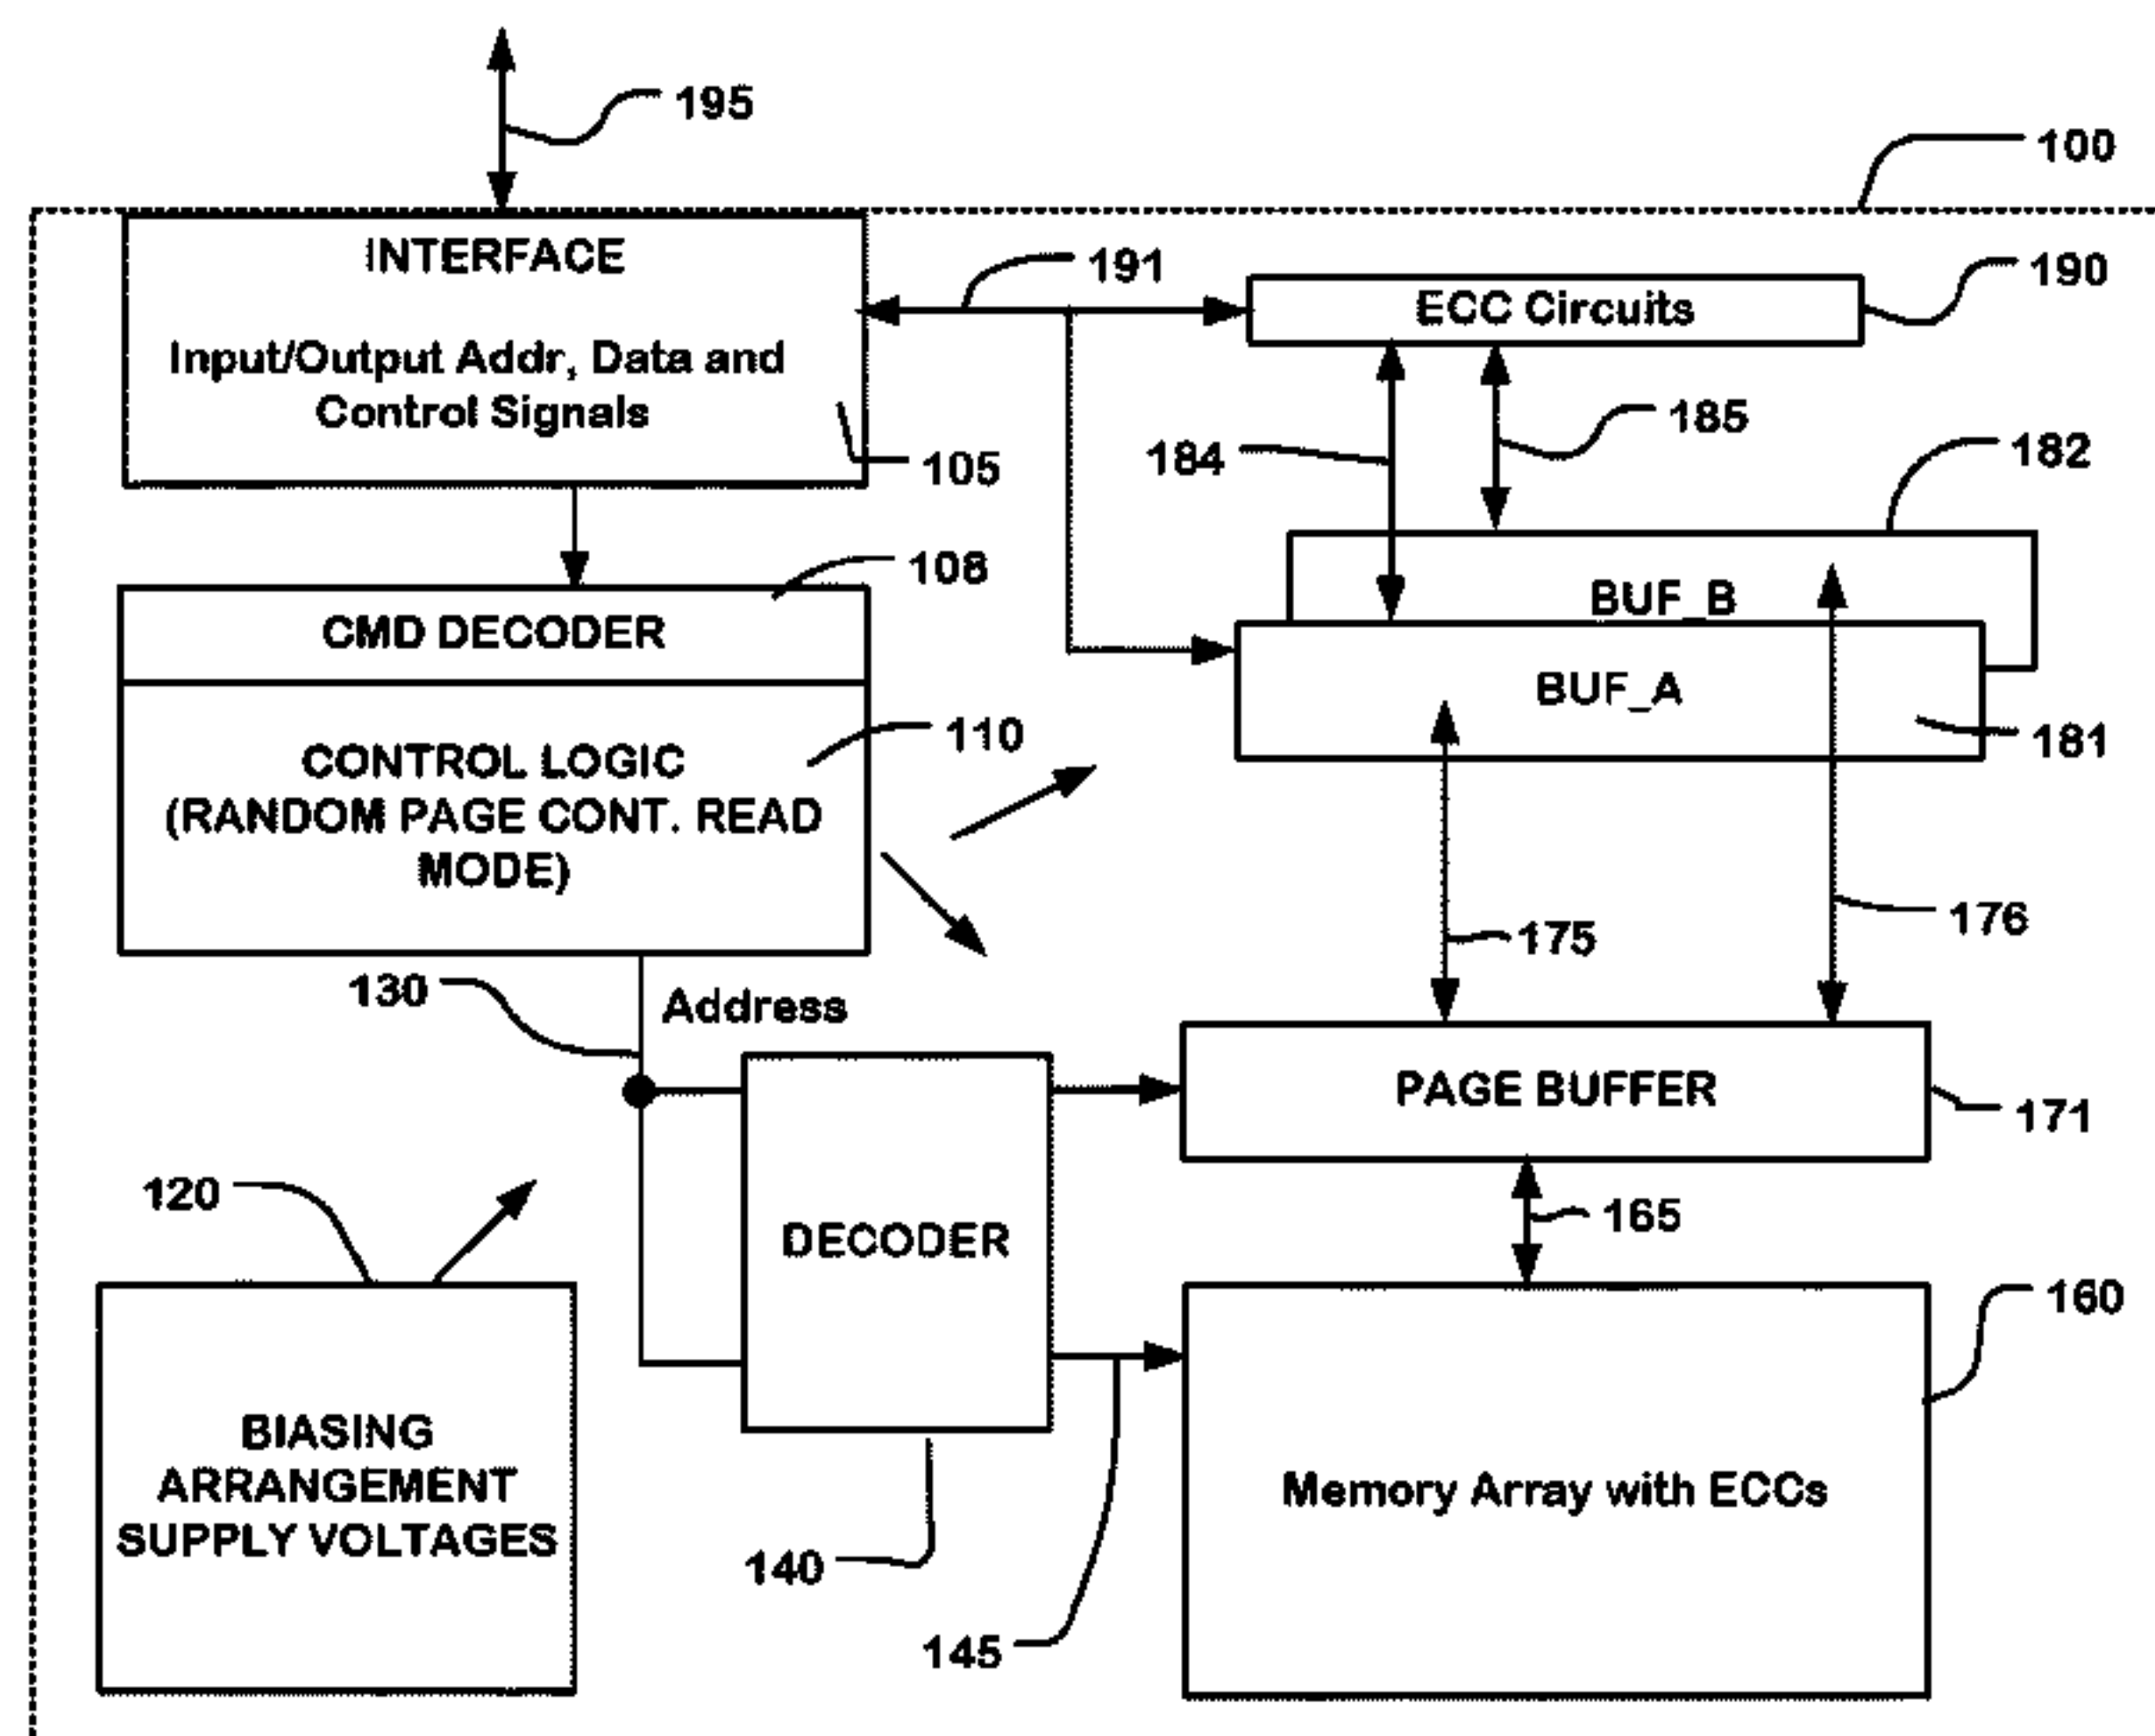 195
100
INTERFACE
Input/Output Addr, Data and
Control Signals
105
191
ECC Circuits
190
184
185
182
BUF_B
BUF_A
181
108
CMD DECODER
CONTROL LOGIC
(RANDOM PAGE CONT. READ
MODE)
110
175
176
130
Address
PAGE BUFFER
171
120
DECODER
165
160
BIASING
ARRANGEMENT
SUPPLY VOLTAGES
Memory Array with ECCs
140
145